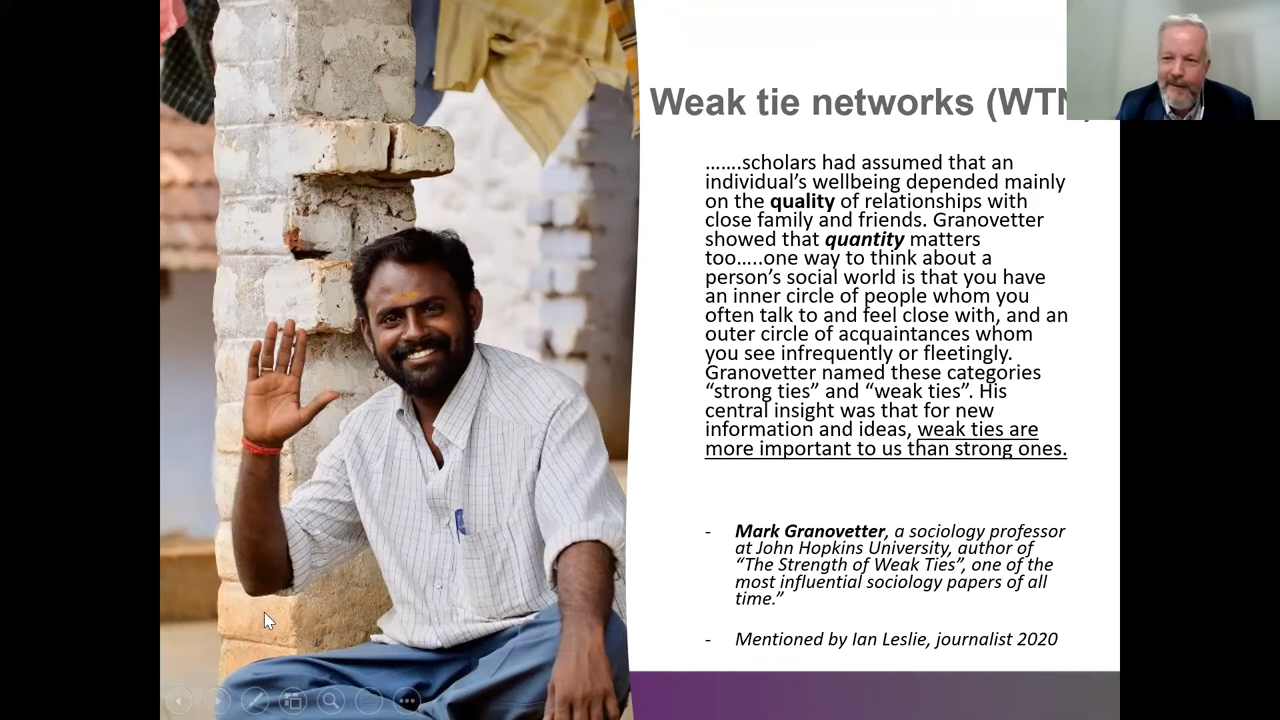 Weak tie networks (WTN
…….scholars had assumed that an
individual’s wellbeing depended mainly
on the quality of relationships with
close family and friends. Granovetter
showed that quantity matters
too…..one way to think about a
person’s social world is that you have
an inner circle of people whom you
often talk to and feel close with, and an
outer circle of acquaintances whom
you see infrequently or fleetingly.
Granovetter named these categories
“strong ties” and “weak ties”. His
central insight was that for new
information and ideas, weak ties are
more important to us than strong ones.
- Mark Granovetter, a sociology professor
at John Hopkins University, author of
“The Strength of Weak Ties”, one of the
most influential sociology papers of all
time.”
- Mentioned by Ian Leslie, journalist 2020